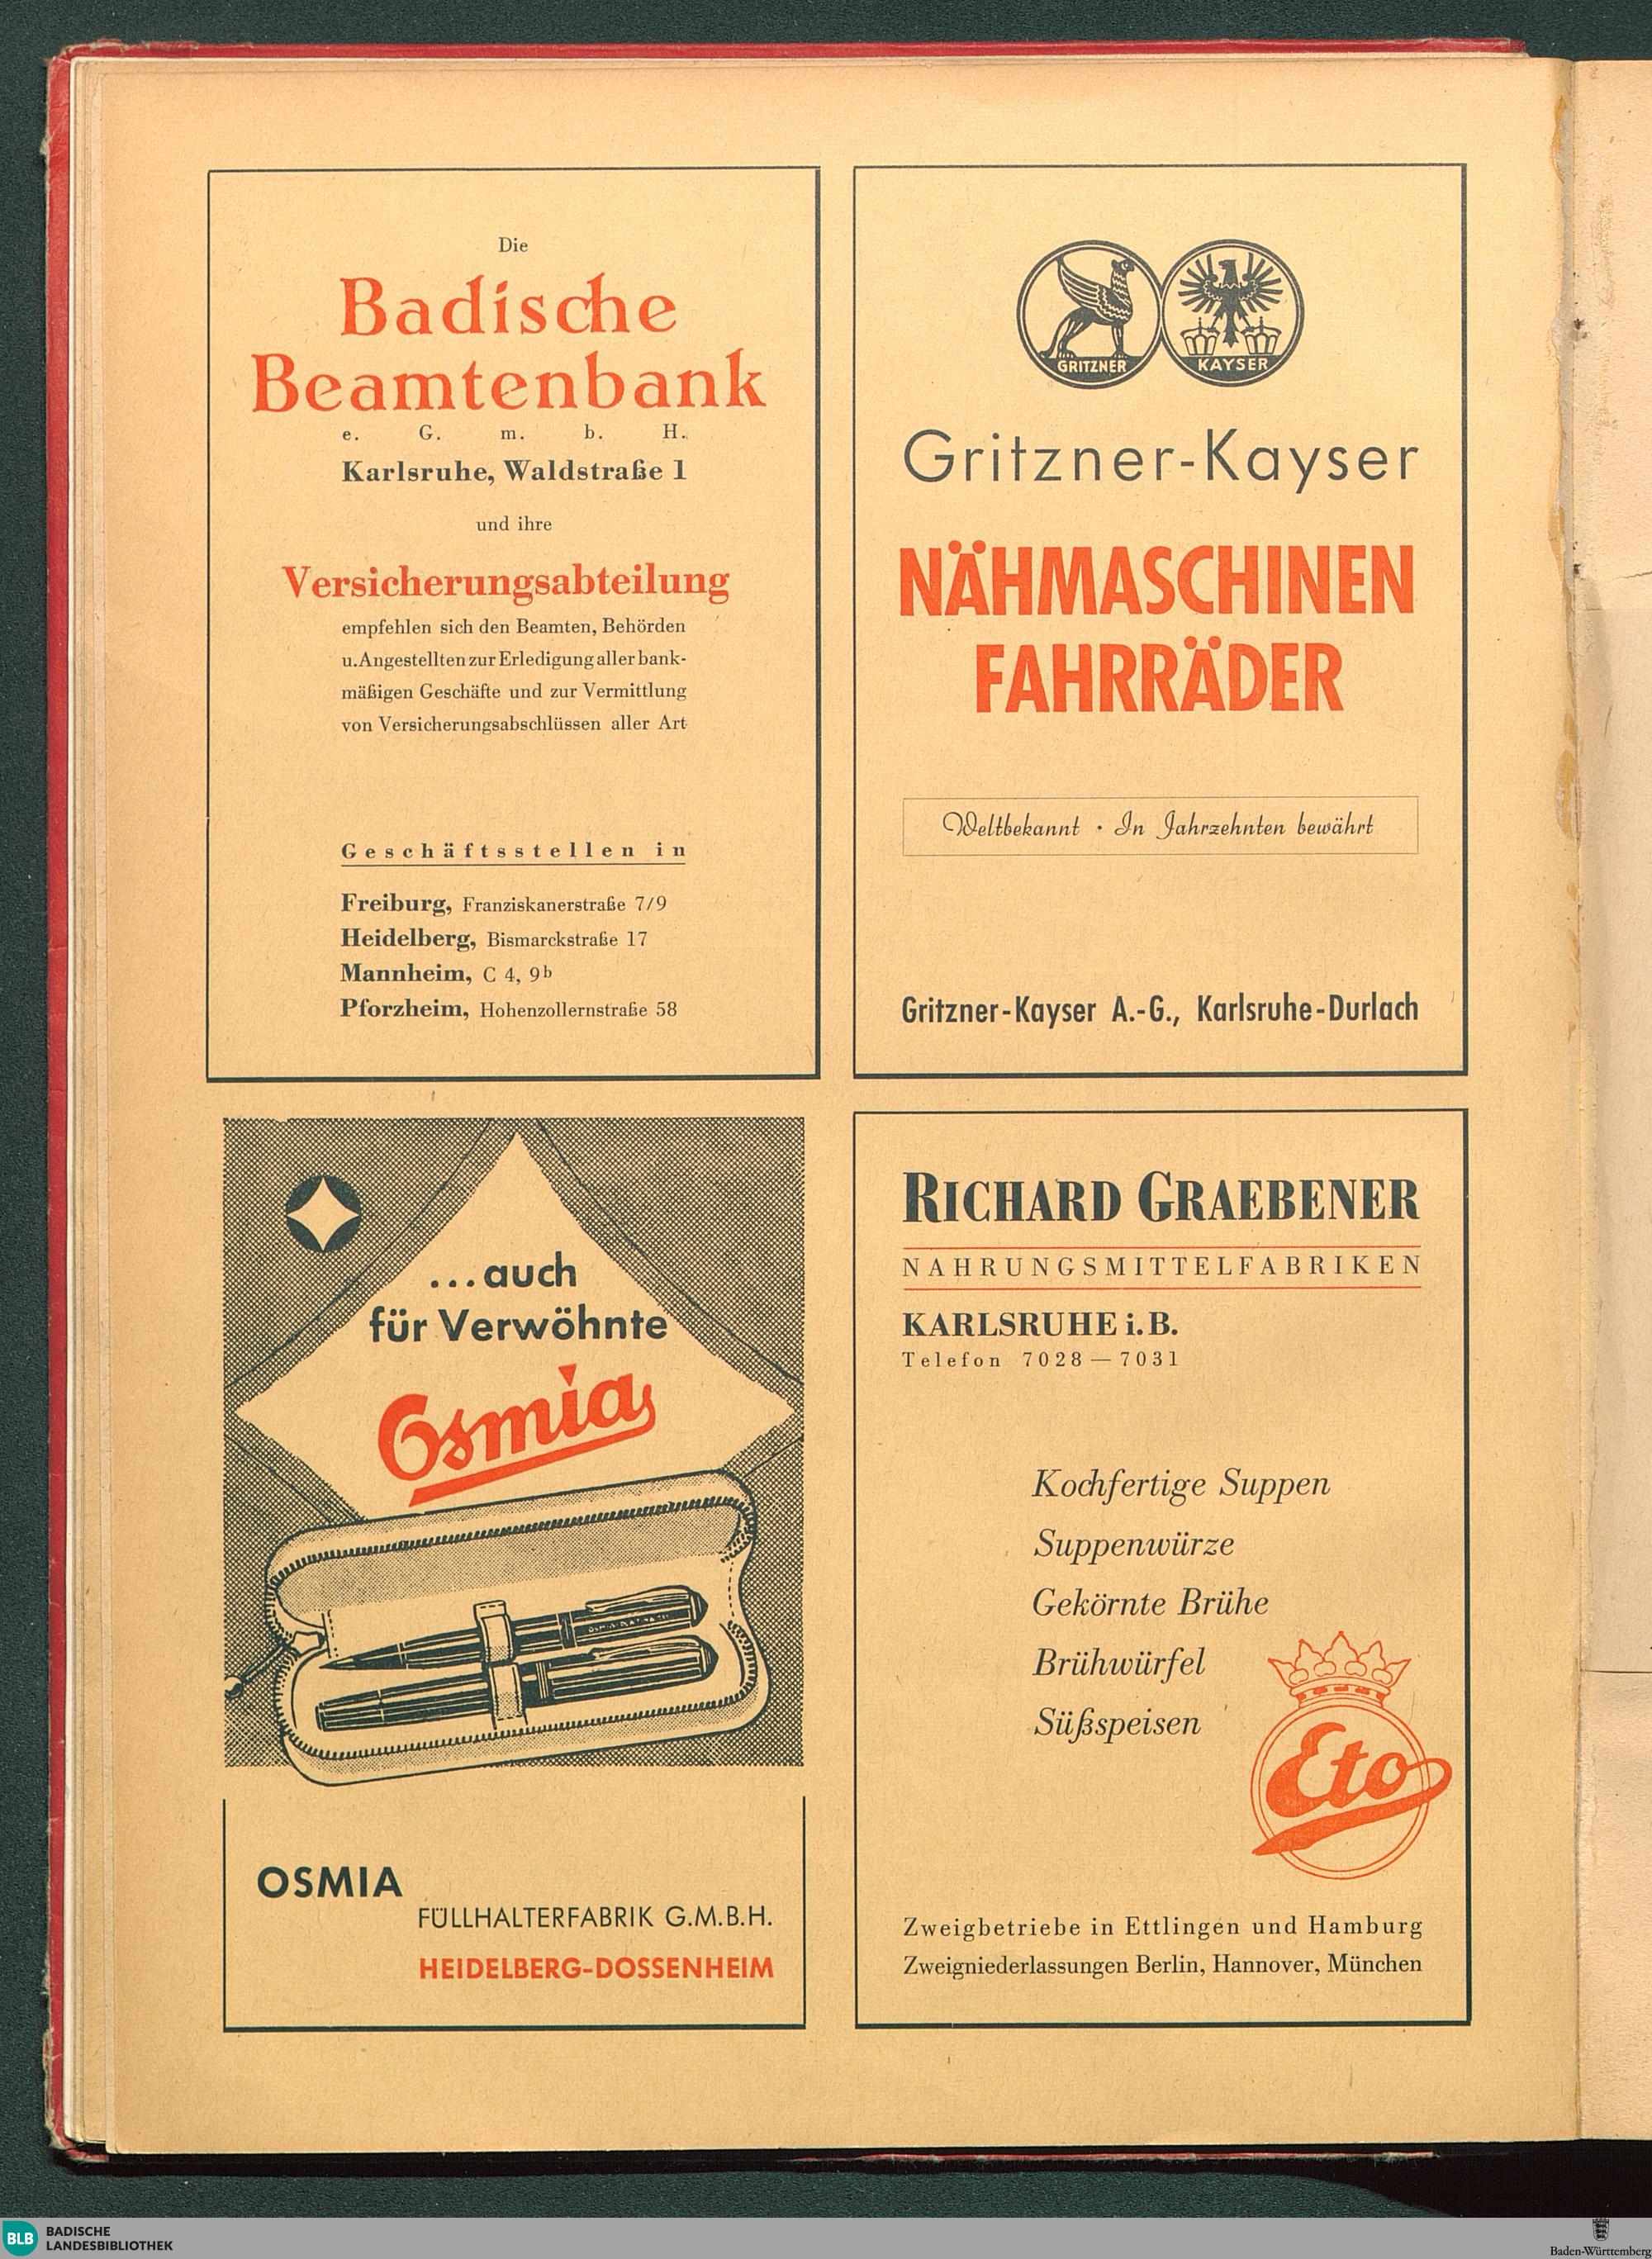 Die
Badische
Beamtenbank
e. G. m. b. H.
Karlsruhe, Waldstraße 1
und ihre
Versicherungsabteilung
empfehlen sich den Beamten, Behörden
u. Angestellten zur Erledigung aller bank-
mäßigen Geschäfte und zur Vermittlung
von Versicherungsabschlüssen aller Art
Geschäftsstellen in
Freiburg, Franziskanerstraße 7/9
Heidelberg, Bismarckstraße 17
Mannheim, C 4, 9b
Pforzheim, Hohenzollernstraße 58
GRITZNER KAYSER
Gritzner-Kayser
NÄHMASCHINEN
FAHRRÄDER
Weltbekannt · In Jahrzehnten bewährt
Gritzner-Kayser A.-G., Karlsruhe-Durlach
...auch
für Verwöhnte
Osmia
OSMIA
FÜLLHALTERFABRIK G.M.B.H.
HEIDELBERG-DOSSENHEIM
RICHARD GRAEBENER
NAHRUNGSMITTELFABRIKEN
KARLSRUHE i. B.
Telefon 7028 — 7031
Kochfertige Suppen
Suppenwürze
Gekörnte Brühe
Brühwürfel
Süßspeisen
Eto
Zweigbetriebe in Ettlingen und Hamburg
Zweigniederlassungen Berlin, Hannover, München
BLB BADISCHE
LANDESBIBLIOTHEK
Baden-Württemberg